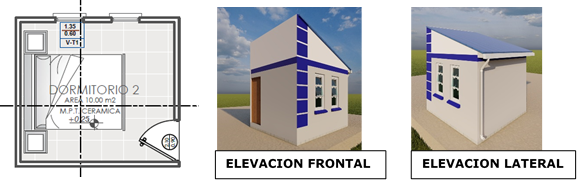 1.35
0.60
V-T1
DORMITORIO 2
AREA 10.00 m2
M.P.T. CERAMICA
+0.25
ELEVACION FRONTAL
ELEVACION LATERAL